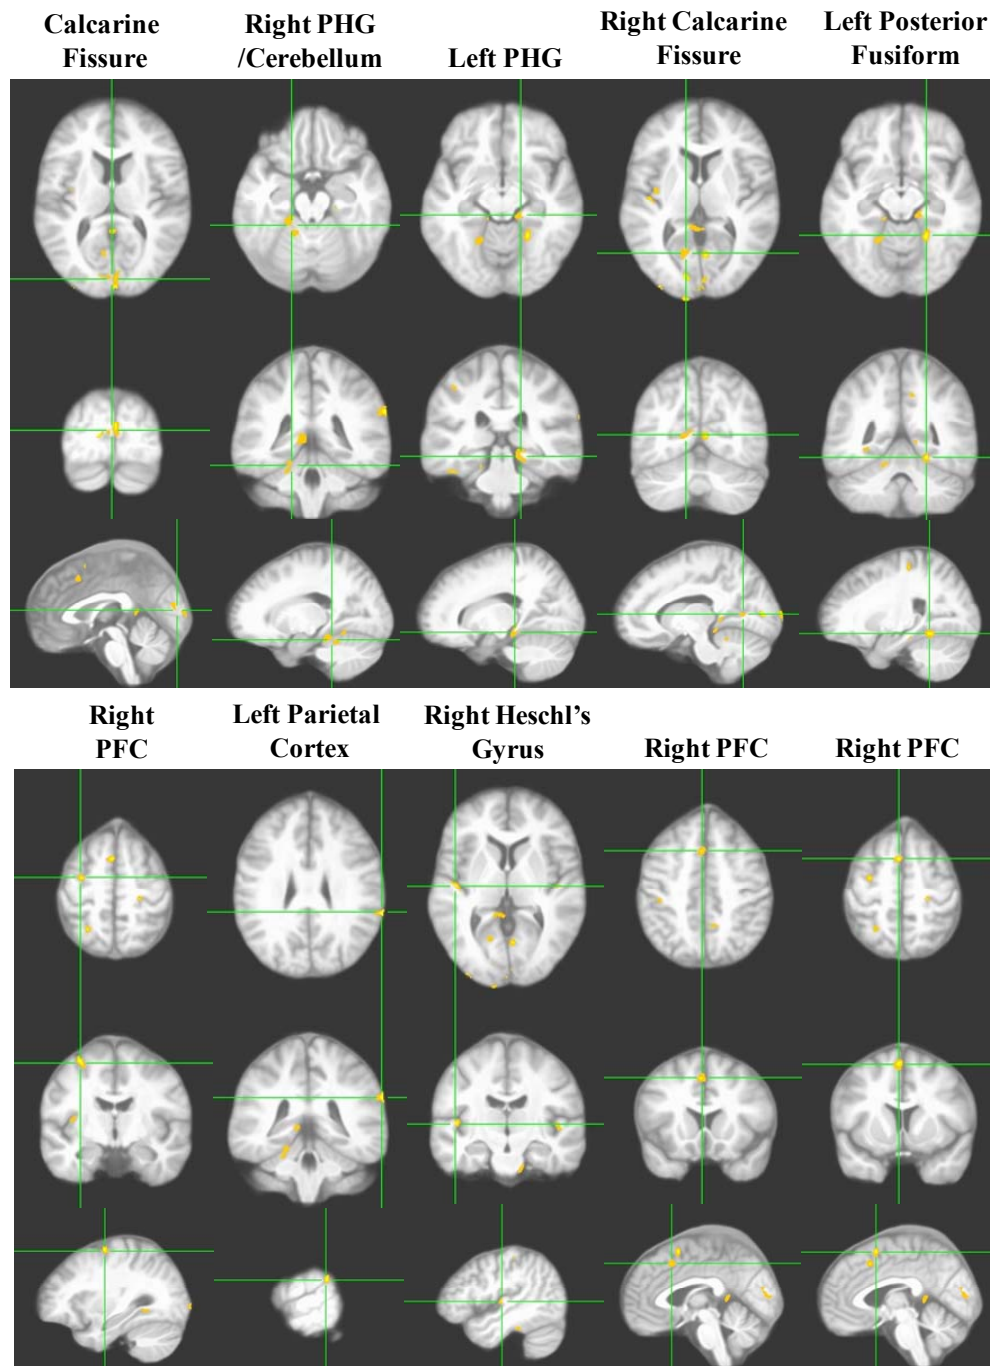 Calcarine
Fissure
Right PHG
/Cerebellum
Left PHG
Right Calcarine
Fissure
Left Posterior
Fusiform
Right
PFC
Left Parietal
Cortex
Right Heschl’s
Gyrus
Right PFC
Right PFC